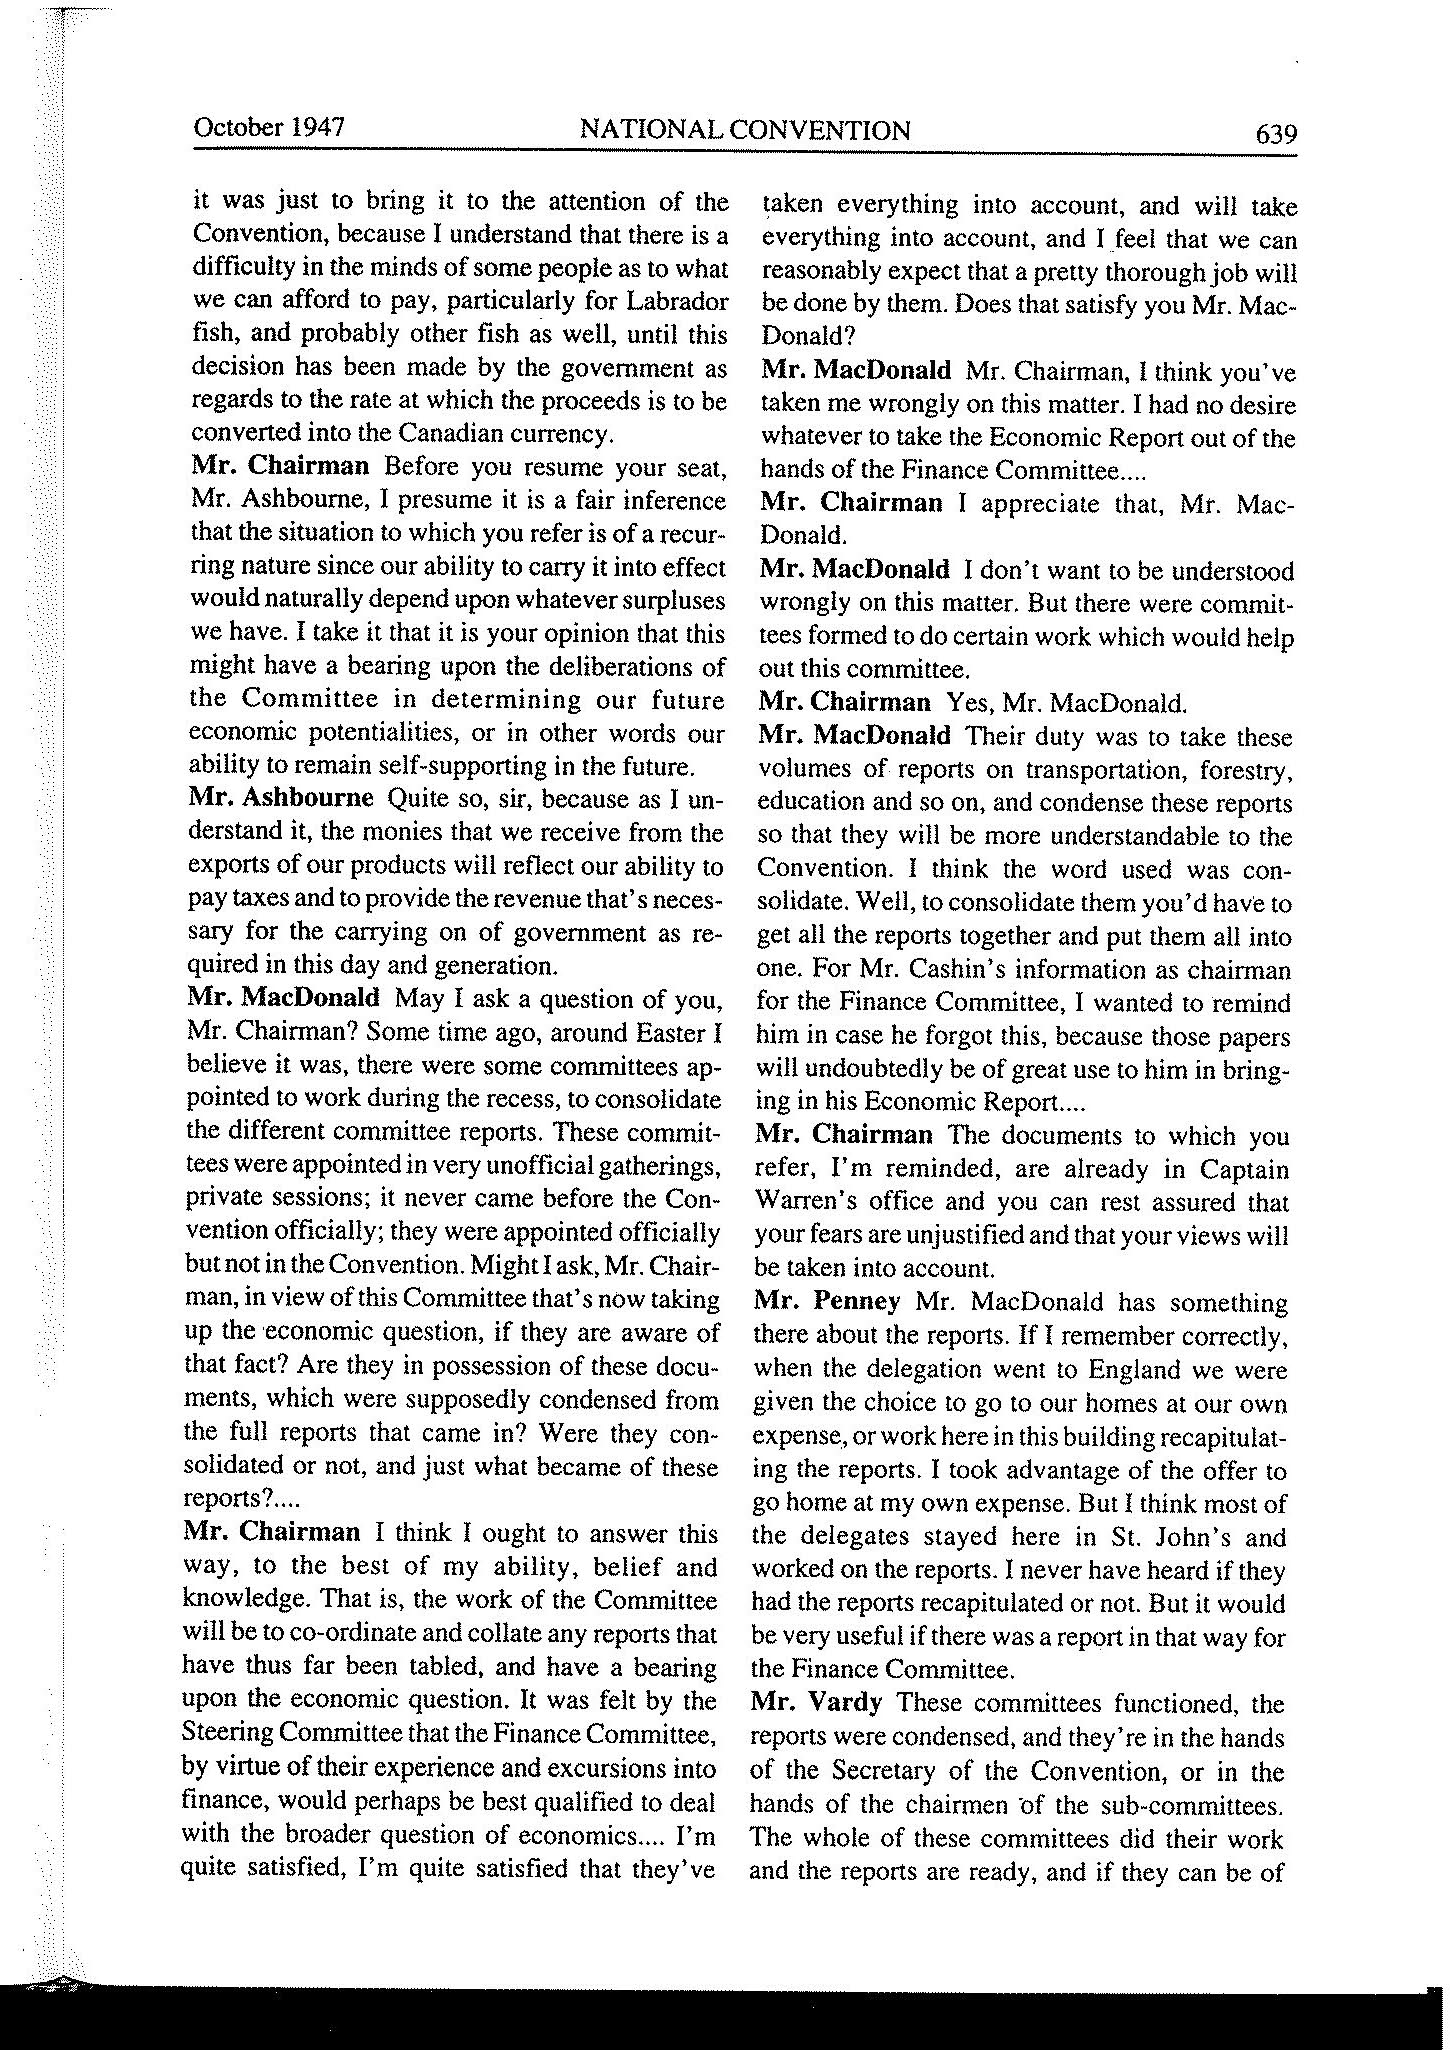 October 1947
NATIONAL CONVENTION
639
it was just to bring it to the attention of the
Convention, because I understand that there is a
difficulty in the minds of some people as to what
we can afford to pay, particularly for Labrador
fish, and probably other fish as well, until this
decision has been made by the government as
regards to the rate at which the proceeds is to be
converted into the Canadian currency.
Mr. Chairman Before you resume your seat,
Mr. Ashbourne, I presume it is a fair inference
that the situation to which you refer is of a recur-
ring nature since our ability to carry it into effect
would naturally depend upon whatever surpluses
we have. I take it that it is your opinion that this
might have a bearing upon the deliberations of
the Committee in determining our future
economic potentialities, or in other words our
ability to remain self-supporting in the future.
Mr. Ashbourne Quite so, sir, because as I un-
derstand it, the monies that we receive from the
exports of our products will reflect our ability to
pay taxes and to provide the revenue that's neces-
sary for the carrying on of government as re-
quired in this day and generation.
Mr. MacDonald May I ask a question of you,
Mr. Chairman? Some time ago, around Easter I
believe it was, there were some committees ap-
pointed to work during the recess, to consolidate
the different committee reports. These commit-
tees were appointed in very unofficial gatherings,
private sessions; it never came before the Con-
vention officially; they were appointed officially
but not in the Convention. Might I ask, Mr. Chair-
man, in view of this Committee that's now taking
up the economic question, if they are aware of
that fact? Are they in possession of these docu-
ments, which were supposedly condensed from
the full reports that came in? Were they con-
solidated or not, and just what became of these
reports?....
Mr. Chairman I think I ought to answer this
way, to the best of my ability, belief and
knowledge. That is, the work of the Committee
will be to co-ordinate and collate any reports that
have thus far been tabled, and have a bearing
upon the economic question. It was felt by the
Steering Committee that the Finance Committee,
by virtue of their experience and excursions into
finance, would perhaps be best qualified to deal
with the broader question of economics.... I'm
quite satisfied, I'm quite satisfied that they've
taken everything into account, and will take
everything into account, and I feel that we can
reasonably expect that a pretty thorough job will
be done by them. Does that satisfy you Mr. Mac-
Donald?
Mr. MacDonald Mr. Chairman, I think you've
taken me wrongly on this matter. I had no desire
whatever to take the Economic Report out of the
hands of the Finance Committee....
Mr. Chairman I appreciate that, Mr. Mac-
Donald.
Mr. MacDonald I don't want to be understood
wrongly on this matter. But there were commit-
tees formed to do certain work which would help
out this committee.
Mr. Chairman Yes, Mr. MacDonald.
Mr. MacDonald Their duty was to take these
volumes of reports on transportation, forestry,
education and so on, and condense these reports
so that they will be more understandable to the
Convention. I think the word used was con-
solidate. Well, to consolidate them you'd have to
get all the reports together and put them all into
one. For Mr. Cashin's information as chairman
for the Finance Committee, I wanted to remind
him in case he forgot this, because those papers
will undoubtedly be of great use to him in bring-
ing in his Economic Report....
Mr. Chairman The documents to which you
refer, I'm reminded, are already in Captain
Warren's office and you can rest assured that
your fears are unjustified and that your views will
be taken into account.
Mr. Penney Mr. MacDonald has something
there about the reports. If I remember correctly,
when the delegation went to England we were
given the choice to go to our homes at our own
expense, or work here in this building recapitulat-
ing the reports. I took advantage of the offer to
go home at my own expense. But I think most of
the delegates stayed here in St. John's and
worked on the reports. I never have heard if they
had the reports recapitulated or not. But it would
be very useful if there was a report in that way for
the Finance Committee.
Mr. Vardy These committees functioned, the
reports were condensed, and they're in the hands
of the Secretary of the Convention, or in the
hands of the chairmen of the sub-committees.
The whole of these committees did their work
and the reports are ready, and if they can be of